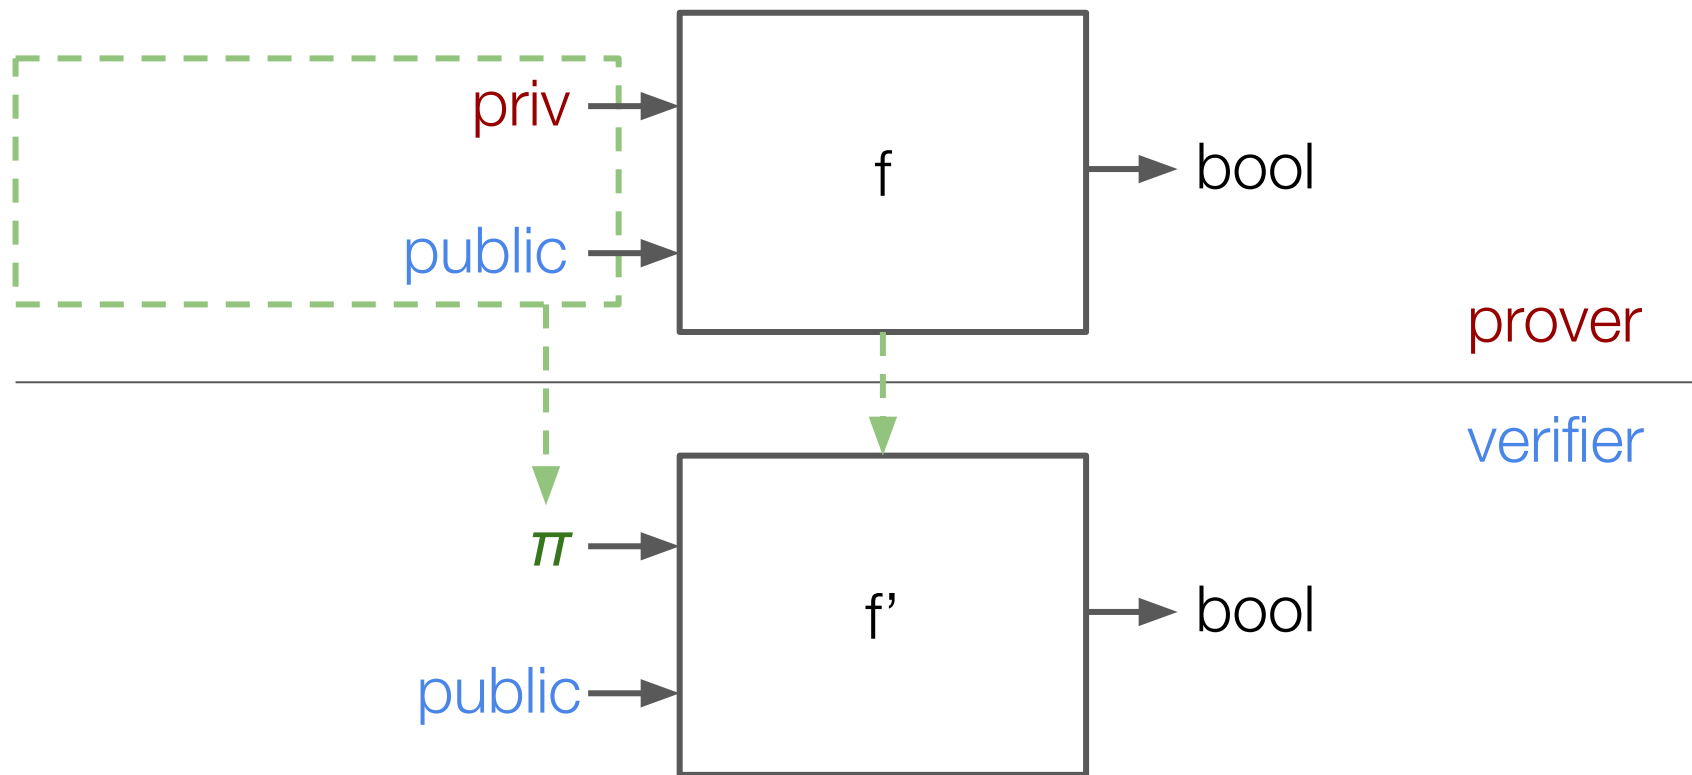 priv
f
bool
public
prover
verifier
π
f’
bool
public